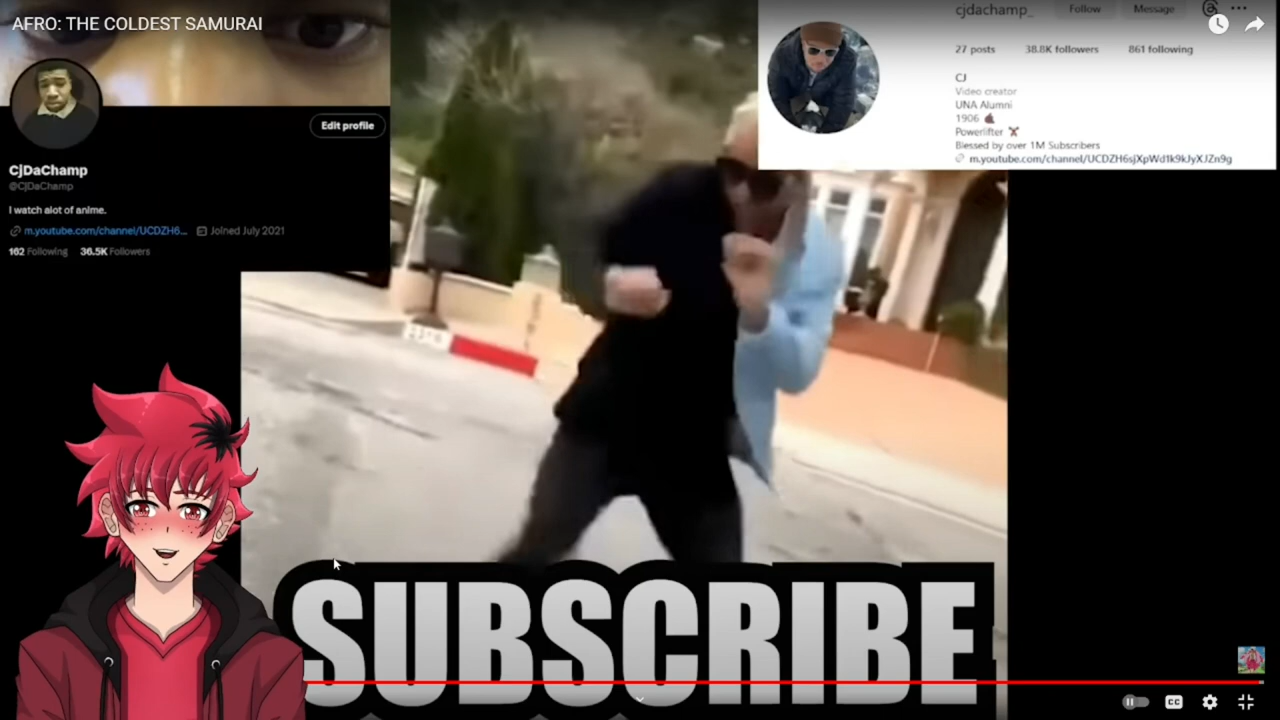 AFRO: THE COLDEST SAMURAI
cjdachamp_
Follow
Message
27 posts
38.8K followers
861 following
CJ
Video creator
UNA Alumni
1906
Powerlifter
Blessed by over 1M Subscribers
m.youtube.com/channel/UCDZH6sjXpWd1k9kJyXJZn9g
Edit profile
CjDaChamp
@CjDaChamp
I watch alot of anime.
m.youtube.com/channel/UCDZH6... Joined July 2021
162 Following 36.5K Followers
SUBSCRIBE
CC